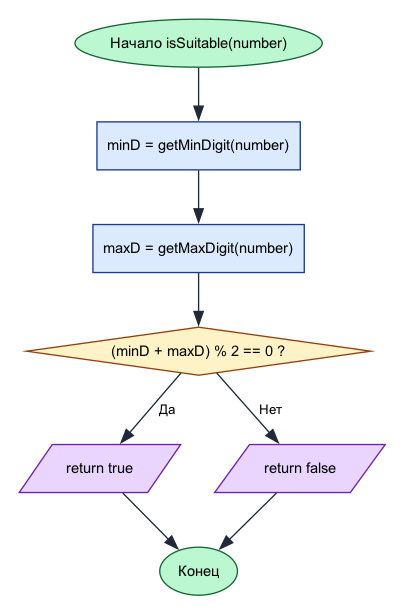 Начало isSuitable(number)
minD = getMinDigit(number)
maxD = getMaxDigit(number)
(minD + maxD) % 2 == 0 ?
Да
Нет
return true
return false
Конец